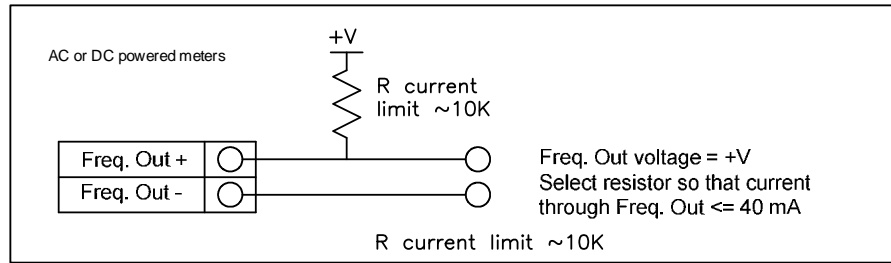 +V
AC or DC powered meters
R current
limit ~10K
Freq. Out +
Freq. Out -
Freq. Out voltage = +V
Select resistor so that current
through Freq. Out <= 40 mA
R current limit ~10K